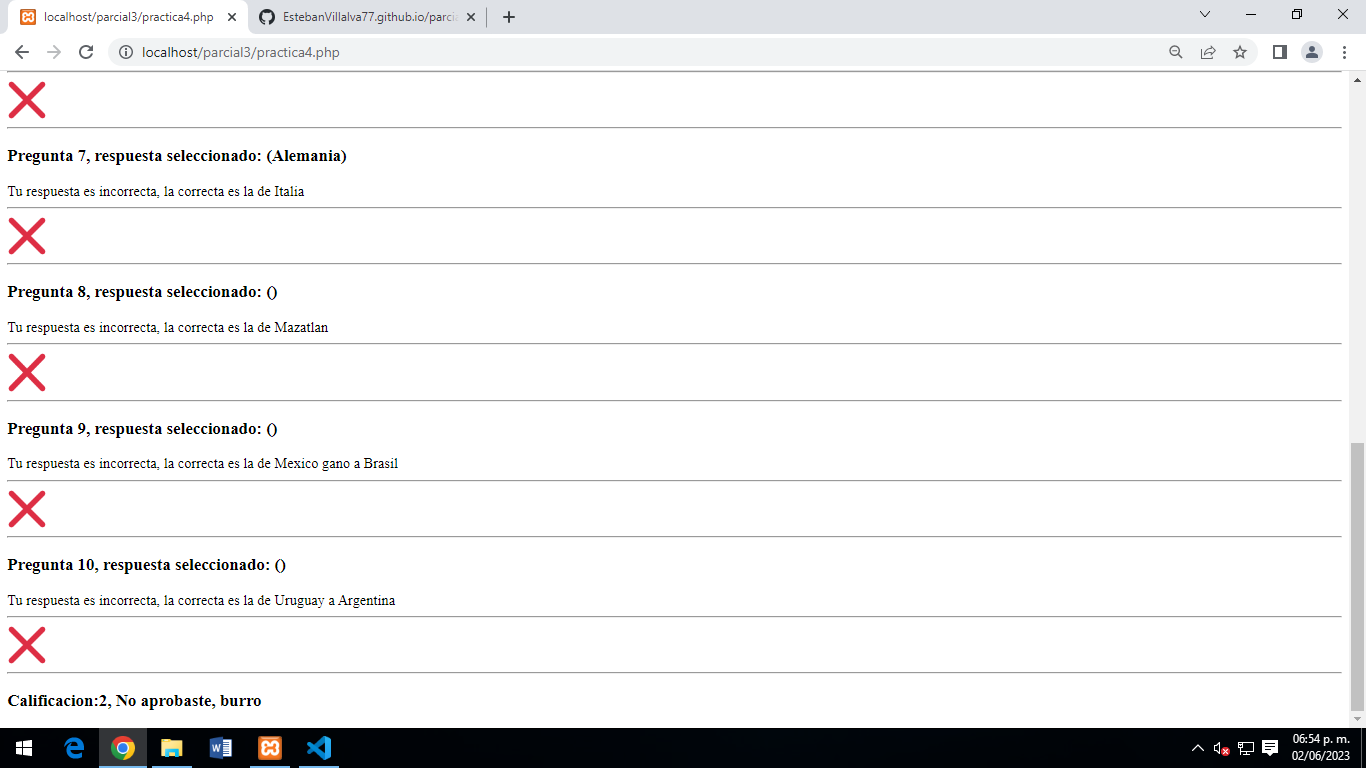 localhost/parcial3/practica4.php
EstebanVillalva77.github.io/parcia
localhost/parcial3/practica4.php
Pregunta 7, respuesta seleccionado: (Alemania)
Tu respuesta es incorrecta, la correcta es la de Italia
Pregunta 8, respuesta seleccionado: ()
Tu respuesta es incorrecta, la correcta es la de Mazatlan
Pregunta 9, respuesta seleccionado: ()
Tu respuesta es incorrecta, la correcta es la de Mexico gano a Brasil
Pregunta 10, respuesta seleccionado: ()
Tu respuesta es incorrecta, la correcta es la de Uruguay a Argentina
Calificacion:2, No aprobaste, burro
06:54 p. m.
02/06/2023